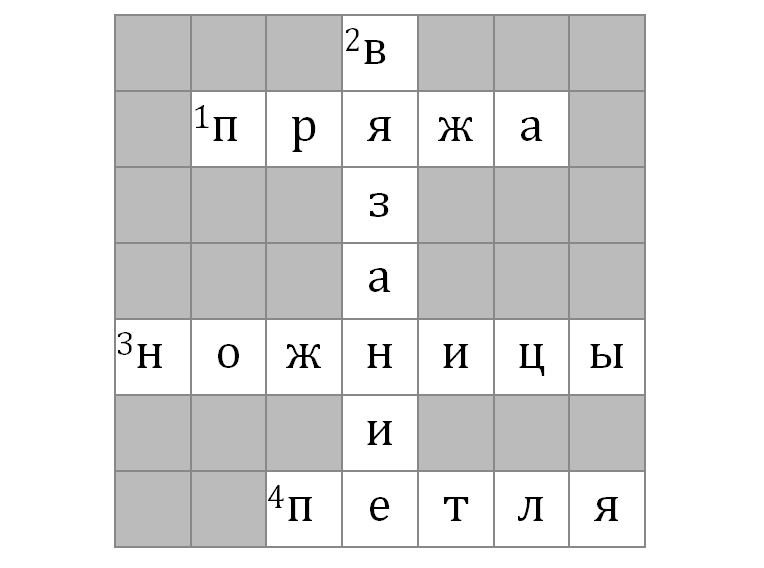 2в
1пряжа
з
а
3ножницы
и
4петля